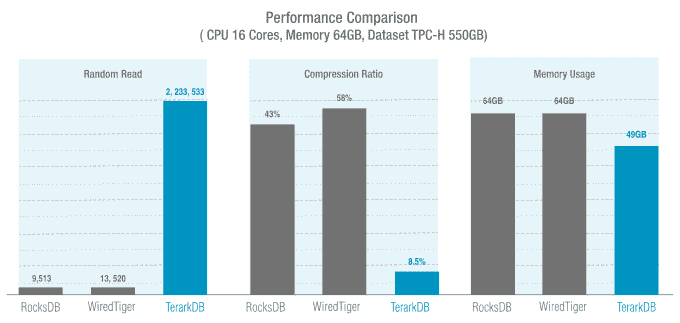 Performance Comparison
( CPU 16 Cores, Memory 64GB, Dataset TPC-H 550GB)
Random Read
2, 233, 533
9,513
13, 520
RocksDB
WiredTiger
TerarkDB
Compression Ratio
43%
58%
8.5%
RocksDB
WiredTiger
TerarkDB
Memory Usage
64GB
64GB
49GB
RocksDB
WiredTiger
TerarkDB